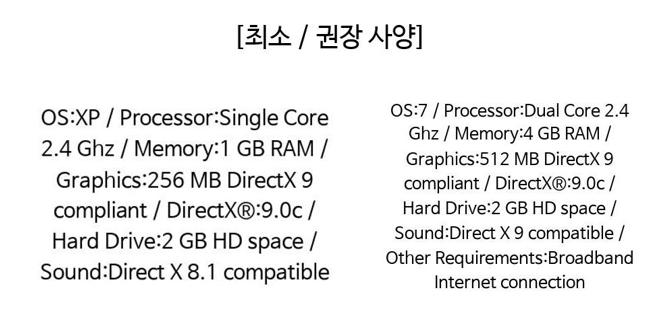 [최소 / 권장 사양]
OS:XP / Processor:Single Core
2.4 Ghz / Memory:1 GB RAM /
Graphics:256 MB DirectX 9
compliant / DirectX®:9.0c /
Hard Drive:2 GB HD space /
Sound:Direct X 8.1 compatible
OS:7 / Processor:Dual Core 2.4
Ghz / Memory:4 GB RAM /
Graphics:512 MB DirectX 9
compliant / DirectX®:9.0c /
Hard Drive:2 GB HD space /
Sound:Direct X 9 compatible /
Other Requirements:Broadband
Internet connection